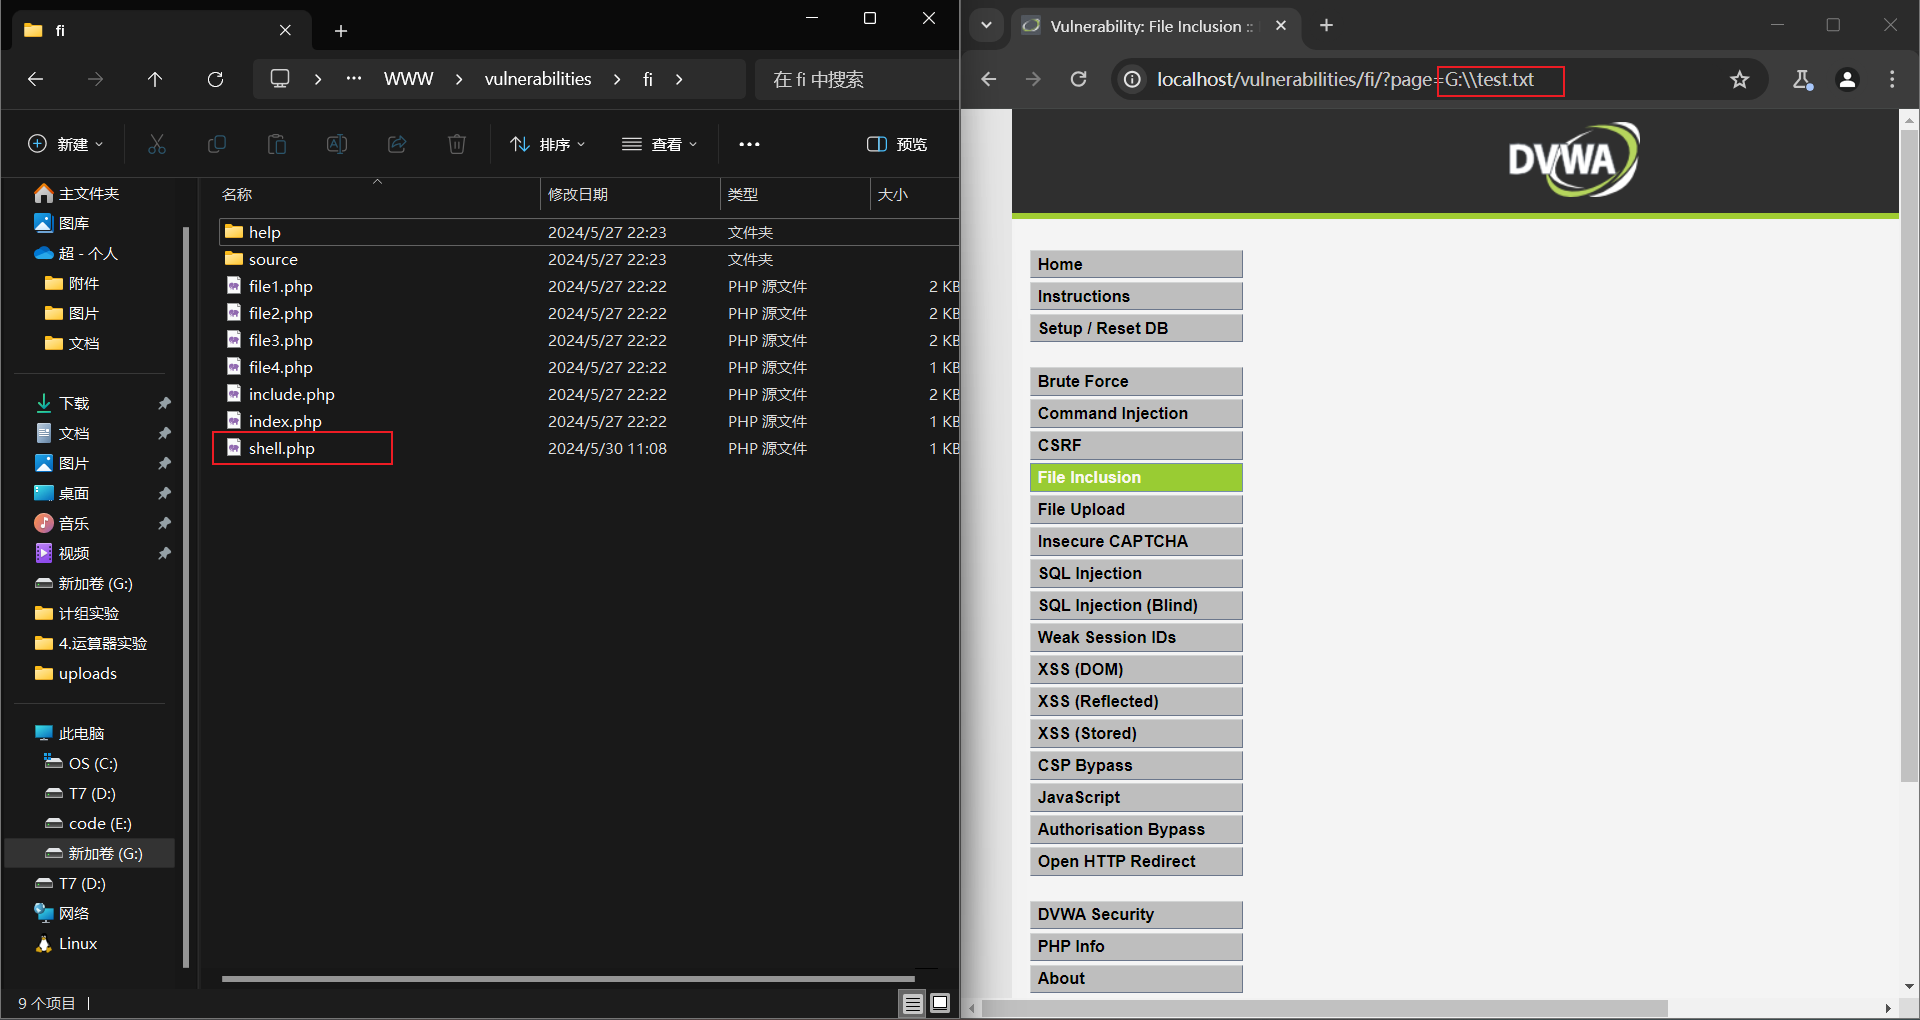 fi
WWW > vulnerabilities > fi >
在 fi 中搜索
新建
排序
查看
预览
主文件夹
图库
超 - 个人
附件
图片
文档
下载
文档
图片
桌面
音乐
视频
新加卷 (G:)
计组实验
4.运算器实验
uploads
此电脑
OS (C:)
T7 (D:)
code (E:)
新加卷 (G:)
T7 (D:)
网络
Linux
名称 修改日期 类型 大小
help 2024/5/27 22:23 文件夹
source 2024/5/27 22:23 文件夹
file1.php 2024/5/27 22:22 PHP 源文件 2 KB
file2.php 2024/5/27 22:22 PHP 源文件 2 KB
file3.php 2024/5/27 22:22 PHP 源文件 2 KB
file4.php 2024/5/27 22:22 PHP 源文件 1 KB
include.php 2024/5/27 22:22 PHP 源文件 2 KB
index.php 2024/5/27 22:22 PHP 源文件 1 KB
shell.php 2024/5/30 11:08 PHP 源文件 1 KB
9 个项目
Vulnerability: File Inclusion ::
localhost/vulnerabilities/fi/?page=G:\\test.txt
DVWA
Home
Instructions
Setup / Reset DB
Brute Force
Command Injection
CSRF
File Inclusion
File Upload
Insecure CAPTCHA
SQL Injection
SQL Injection (Blind)
Weak Session IDs
XSS (DOM)
XSS (Reflected)
XSS (Stored)
CSP Bypass
JavaScript
Authorisation Bypass
Open HTTP Redirect
DVWA Security
PHP Info
About